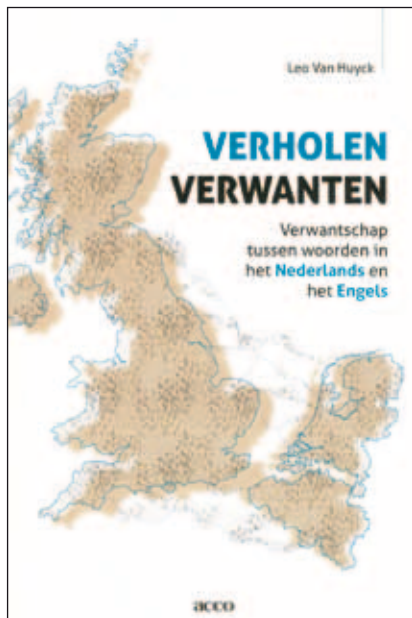 Leo Van Huyck
VERHOLEN
VERWANTEN
Verwantschap
tussen woorden in
het Nederlands en
het Engels
acco